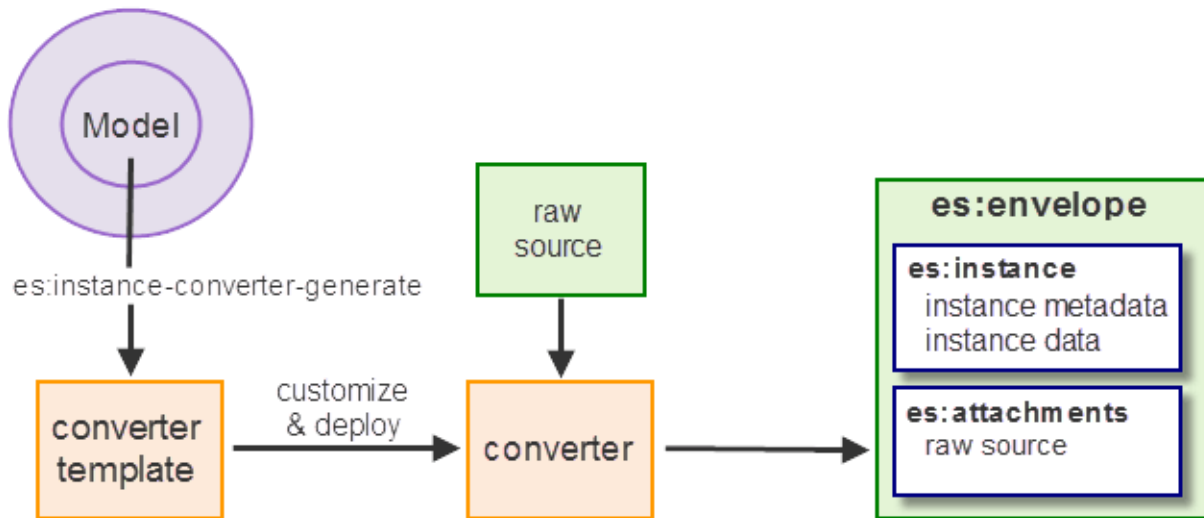 Model
es:instance-converter-generate
converter
template
customize
& deploy
raw
source
converter
es:envelope
es:instance
instance metadata
instance data
es:attachments
raw source